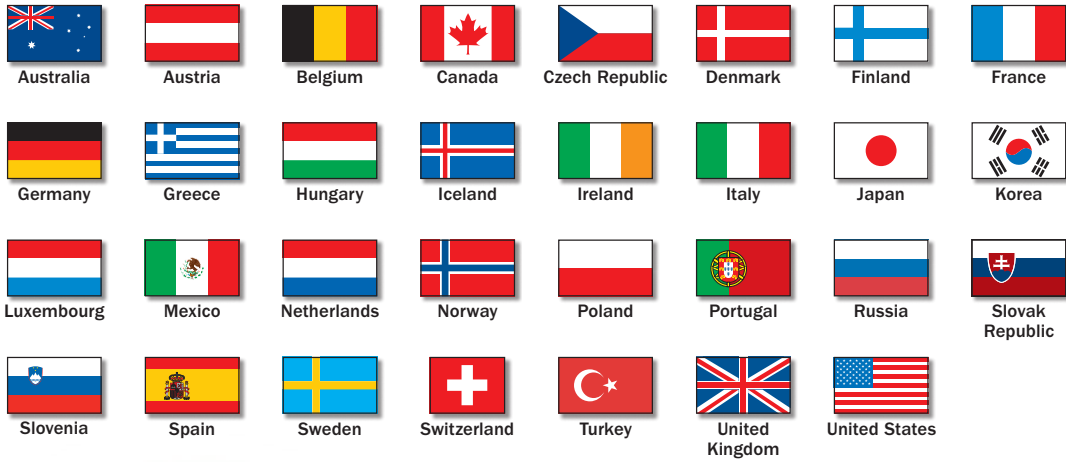 Australia Austria Belgium Canada Czech Republic Denmark Finland France
Germany Greece Hungary Iceland Ireland Italy Japan Korea
Luxembourg Mexico Netherlands Norway Poland Portugal Russia Slovak
Republic
Slovenia Spain Sweden Switzerland Turkey United United States
Kingdom